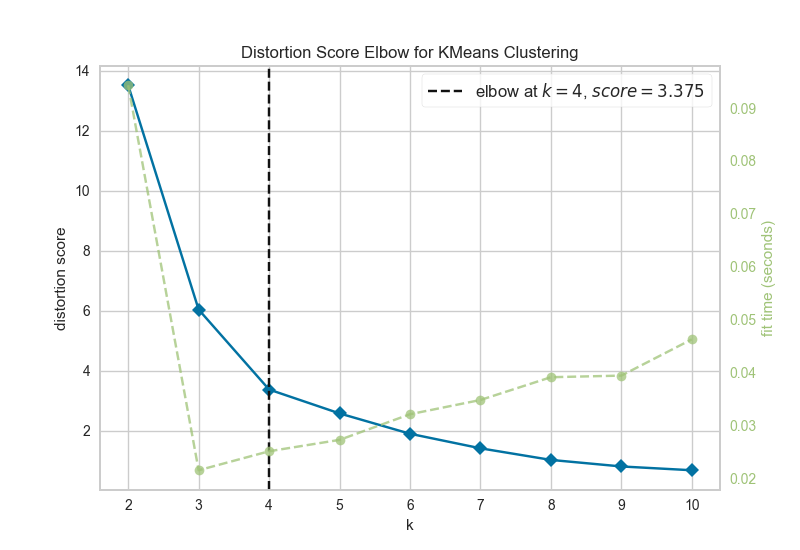 Distortion Score Elbow for KMeans Clustering
elbow at k = 4, score = 3.375
distortion score
14
12
10
8
6
4
2
2 3 4 5 6 7 8 9 10
k
0.09
0.08
0.07
0.06
0.05
0.04
0.03
0.02
fit time (seconds)